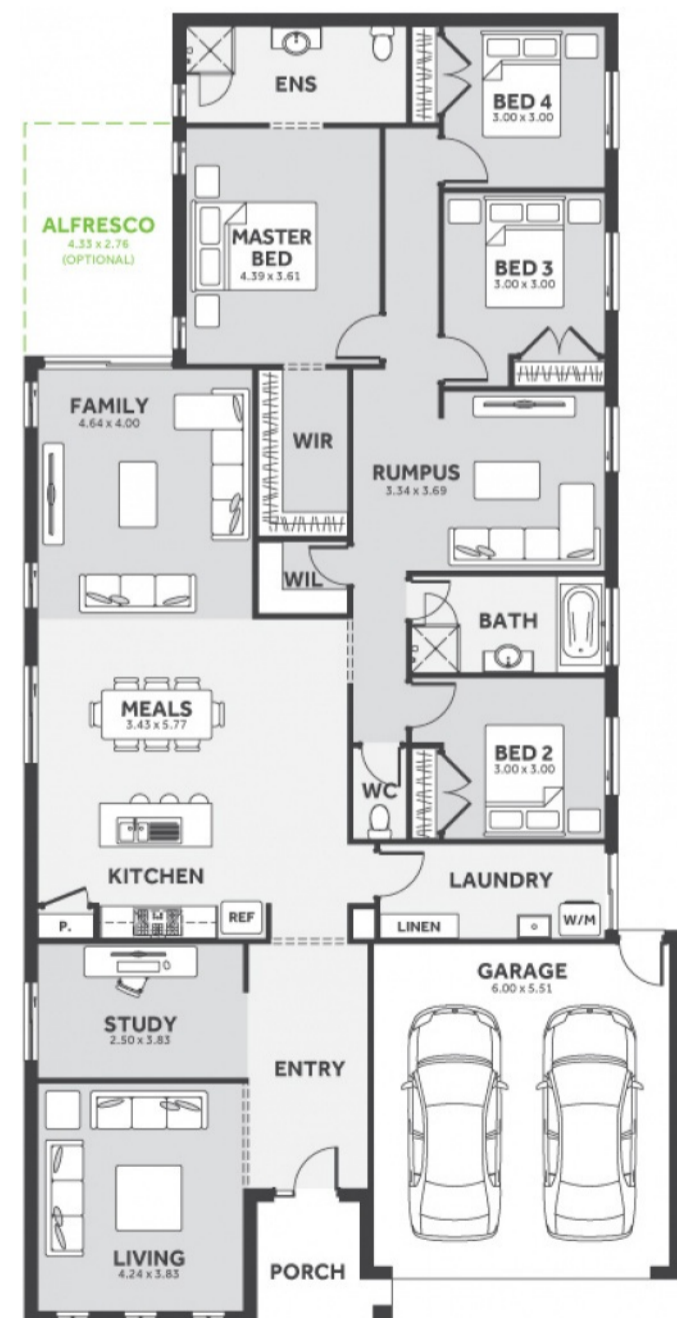 ENS
BED 4
3.00 x 3.00
ALFRESCO
4.33 x 2.76
(OPTIONAL)
MASTER
BED
4.39 x 3.61
BED 3
3.00 x 3.00
FAMILY
4.64 x 4.00
WIR
RUMPUS
3.34 x 3.69
WIL
BATH
MEALS
3.43 x 5.77
BED 2
3.00 x 3.00
WC
KITCHEN
LAUNDRY
P.
REF
LINEN
W/M
GARAGE
6.00 x 5.51
STUDY
2.50 x 3.83
ENTRY
LIVING
4.24 x 3.83
PORCH